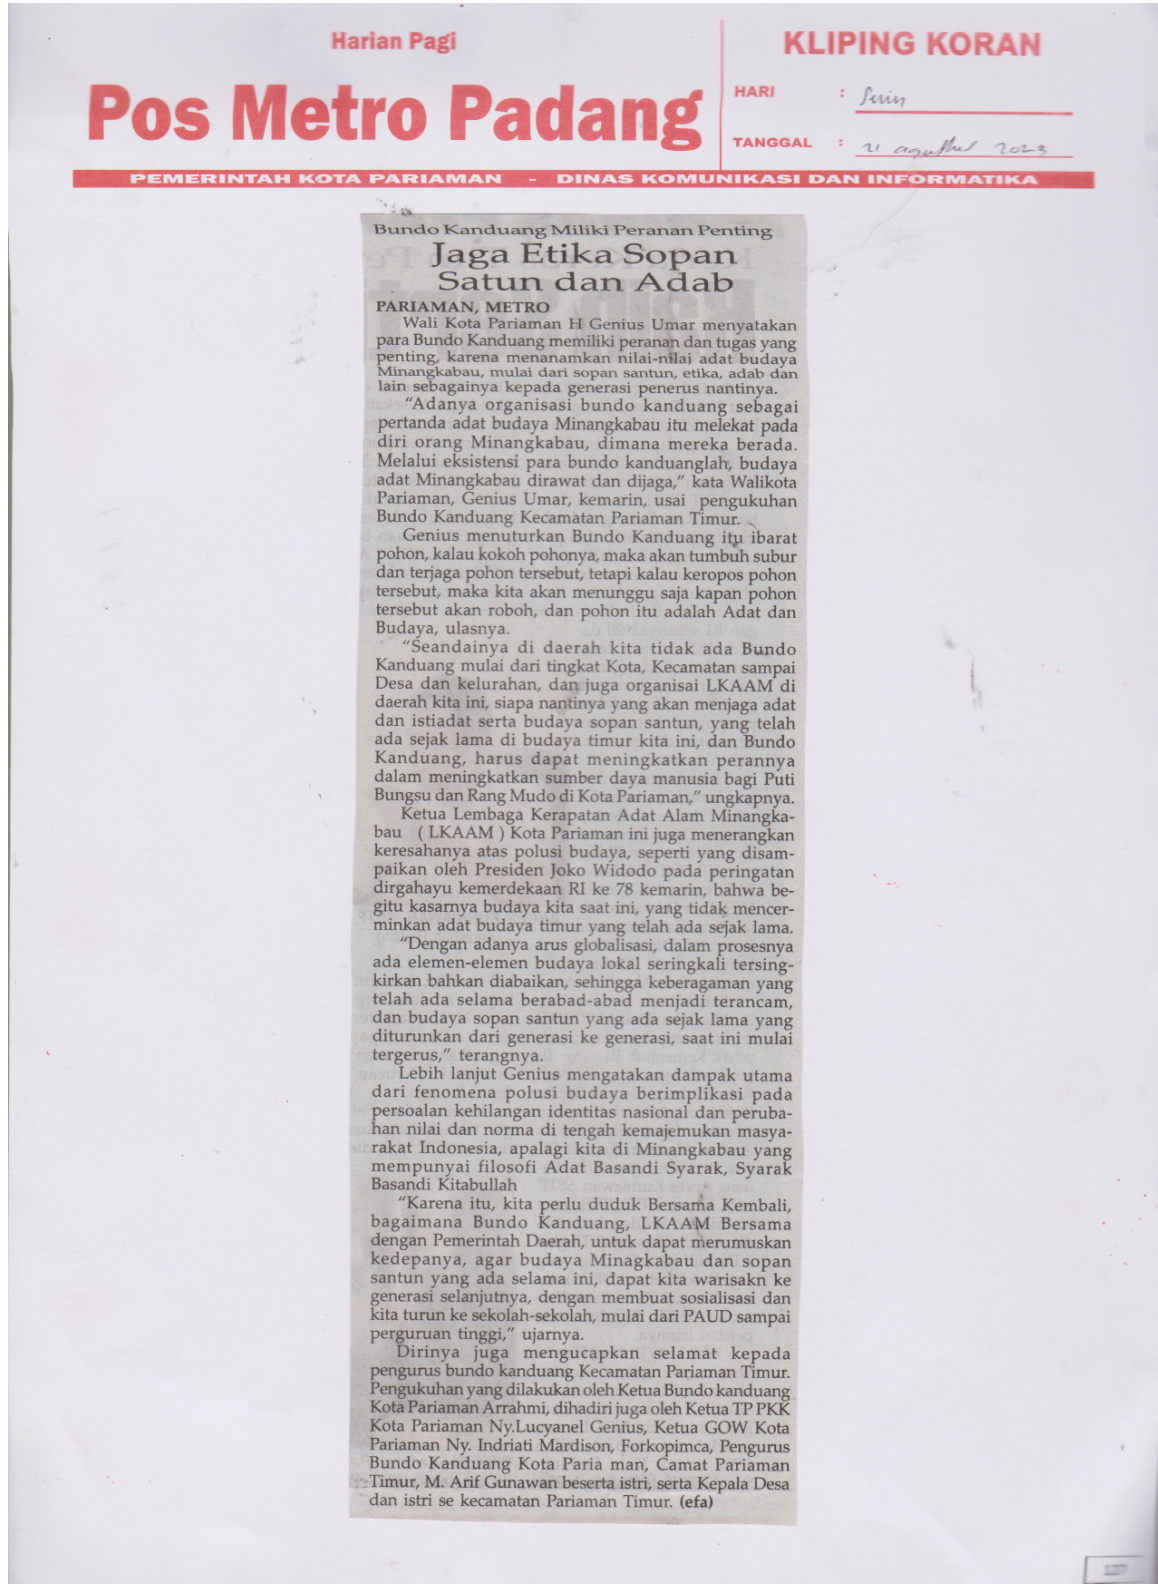 Harian Pagi
Pos Metro Padang
KLIPING KORAN
HARI : Senin
TANGGAL : 21 agustus 2023
PEMERINTAH KOTA PARIAMAN - DINAS KOMUNIKASI DAN INFORMATIKA
Bundo Kanduang Miliki Peranan Penting
Jaga Etika Sopan
Satun dan Adab
PARIAMAN, METRO
Wali Kota Pariaman H Genius Umar menyatakan
para Bundo Kanduang memiliki peranan dan tugas yang
penting, karena menanamkan nilai-nilai adat budaya
Minangkabau, mulai dari sopan santun, etika, adab dan
lain sebagainya kepada generasi penerus nantinya.
“Adanya organisasi bundo kanduang sebagai
pertanda adat budaya Minangkabau itu melekat pada
diri orang Minangkabau, dimana mereka berada.
Melalui eksistensi para bundo kanduanglah, budaya
adat Minangkabau dirawat dan dijaga,” kata Walikota
Pariaman, Genius Umar, kemarin, usai pengukuhan
Bundo Kanduang Kecamatan Pariaman Timur.
Genius menuturkan Bundo Kanduang itu ibarat
pohon, kalau kokoh pohonya, maka akan tumbuh subur
dan terjaga pohon tersebut, tetapi kalau keropos pohon
tersebut, maka kita akan menunggu saja kapan pohon
tersebut akan roboh, dan pohon itu adalah Adat dan
Budaya, ulasnya.
“Seandainya di daerah kita tidak ada Bundo
Kanduang mulai dari tingkat Kota, Kecamatan sampai
Desa dan kelurahan, dan juga organisai LKAAM di
daerah kita ini, siapa nantinya yang akan menjaga adat
dan istiadat serta budaya sopan santun, yang telah
ada sejak lama di budaya timur kita ini, dan Bundo
Kanduang, harus dapat meningkatkan perannya
dalam meningkatkan sumber daya manusia bagi Puti
Bungsu dan Rang Mudo di Kota Pariaman,” ungkapnya.
Ketua Lembaga Kerapatan Adat Alam Minangka-
bau ( LKAAM ) Kota Pariaman ini juga menerangkan
keresahanya atas polusi budaya, seperti yang disam-
paikan oleh Presiden Joko Widodo pada peringatan
dirgahayu kemerdekaan RI ke 78 kemarin, bahwa be-
gitu kasarnya budaya kita saat ini, yang tidak mencer-
minkan adat budaya timur yang telah ada sejak lama.
“Dengan adanya arus globalisasi, dalam prosesnya
ada elemen-elemen budaya lokal seringkali tersing-
kirkan bahkan diabaikan, sehingga keberagaman yang
telah ada selama berabad-abad menjadi terancam,
dan budaya sopan santun yang ada sejak lama yang
diturunkan dari generasi ke generasi, saat ini mulai
tergerus,” terangnya.
Lebih lanjut Genius mengatakan dampak utama
dari fenomena polusi budaya berimplikasi pada
persoalan kehilangan identitas nasional dan peruba-
han nilai dan norma di tengah kemajemukan masya-
rakat Indonesia, apalagi kita di Minangkabau yang
mempunyai filosofi Adat Basandi Syarak, Syarak
Basandi Kitabullah
“Karena itu, kita perlu duduk Bersama Kembali,
bagaimana Bundo Kanduang, LKAAM Bersama
dengan Pemerintah Daerah, untuk dapat merumuskan
kedepanya, agar budaya Minagkabau dan sopan
santun yang ada selama ini, dapat kita warisakn ke
generasi selanjutnya, dengan membuat sosialisasi dan
kita turun ke sekolah-sekolah, mulai dari PAUD sampai
perguruan tinggi,” ujarnya.
Dirinya juga mengucapkan selamat kepada
pengurus bundo kanduang Kecamatan Pariaman Timur.
Pengukuhan yang dilakukan oleh Ketua Bundo kanduang
Kota Pariaman Arrahmi, dihadiri juga oleh Ketua TP PKK
Kota Pariaman Ny.Lucyanel Genius, Ketua GOW Kota
Pariaman Ny. Indriati Mardison, Forkopimca, Pengurus
Bundo Kanduang Kota Paria man, Camat Pariaman
Timur, M. Arif Gunawan beserta istri, serta Kepala Desa
dan istri se kecamatan Pariaman Timur. (efa)